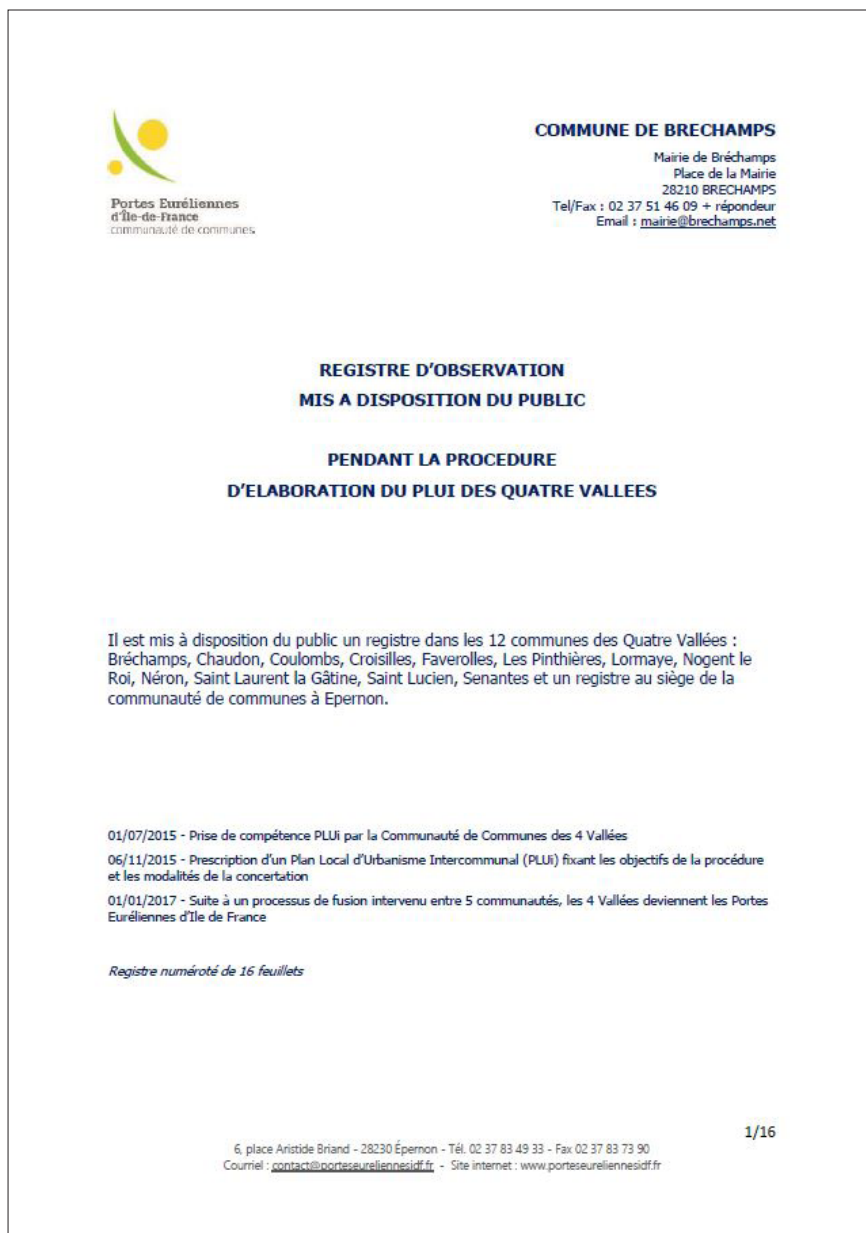 Portes Euréliennes
d'Île-de-France
communauté de communes
COMMUNE DE BRECHAMPS
Mairie de Bréchamps
Place de la Mairie
28210 BRECHAMPS
Tel/Fax : 02 37 51 46 09 + répondeur
Email : mairie@brechamps.net
REGISTRE D'OBSERVATION
MIS A DISPOSITION DU PUBLIC
PENDANT LA PROCEDURE
D'ELABORATION DU PLUI DES QUATRE VALLEES
Il est mis à disposition du public un registre dans les 12 communes des Quatre Vallées :
Bréchamps, Chaudon, Coulombs, Croisilles, Faverolles, Les Pinthières, Lormaye, Nogent le
Roi, Néron, Saint Laurent la Gâtine, Saint Lucien, Senantes et un registre au siège de la
communauté de communes à Epernon.
01/07/2015 - Prise de compétence PLUi par la Communauté de Communes des 4 Vallées
06/11/2015 - Prescription d'un Plan Local d'Urbanisme Intercommunal (PLUi) fixant les objectifs de la procédure
et les modalités de la concertation
01/01/2017 - Suite à un processus de fusion intervenu entre 5 communautés, les 4 Vallées deviennent les Portes
Euréliennes d'Ile de France
Registre numéroté de 16 feuillets
1/16
6, place Aristide Briand - 28230 Épernon - Tél. 02 37 83 49 33 - Fax 02 37 83 73 90
Courriel : contact@porteseureliennesidf.fr - Site internet : www.porteseureliennesidf.fr